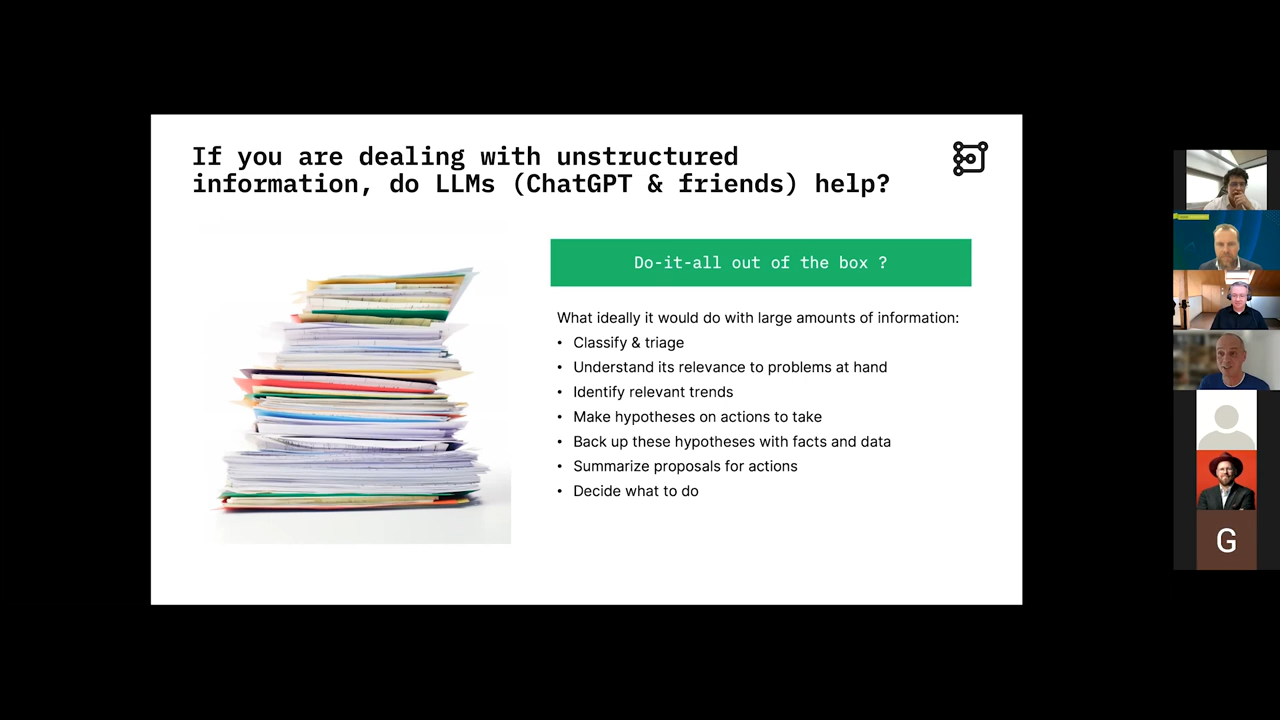 If you are dealing with unstructured
information, do LLMs (ChatGPT & friends) help?
Do-it-all out of the box ?
What ideally it would do with large amounts of information:
• Classify & triage
• Understand its relevance to problems at hand
• Identify relevant trends
• Make hypotheses on actions to take
• Back up these hypotheses with facts and data
• Summarize proposals for actions
• Decide what to do
G